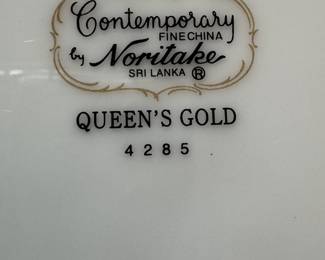 Contemporary
FINE CHINA
by Noritake
SRI LANKA ®
QUEEN'S GOLD
4285